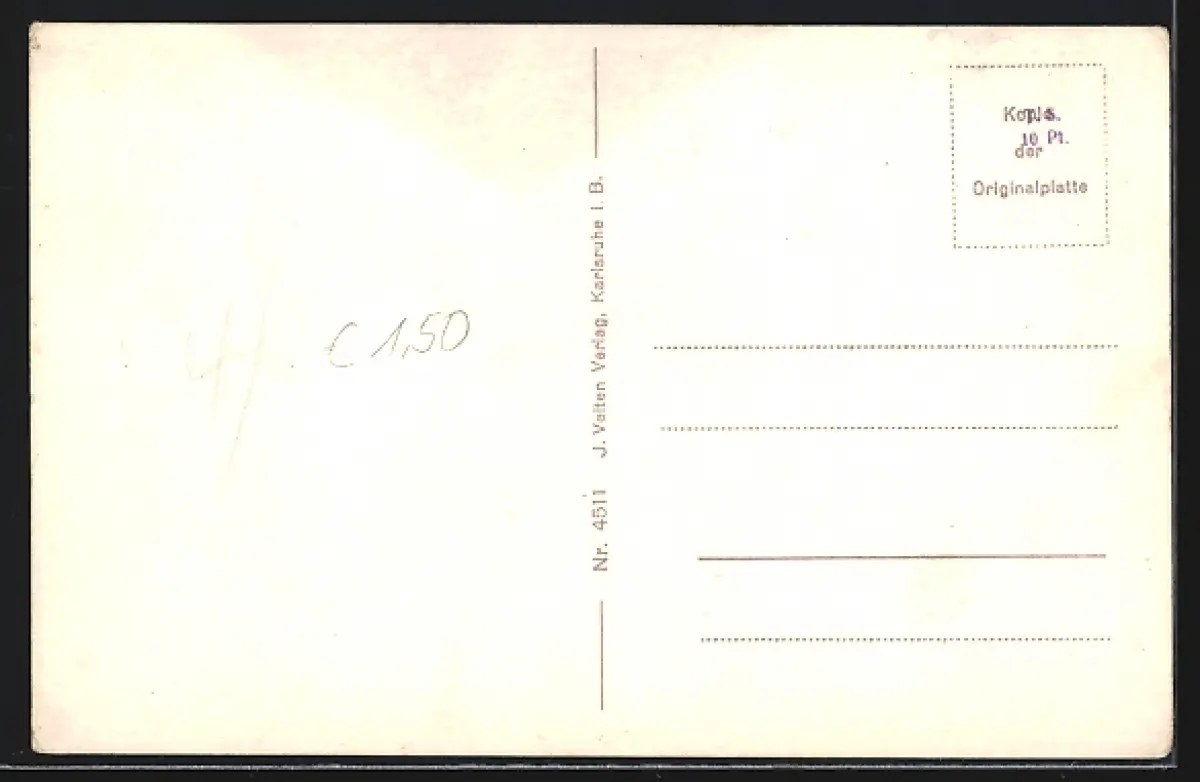 € 1,50
Nr. 4511 J. Velten Verlag, Karlsruhe i. B.
Kopie
10 Pf.
der
Originalplatte